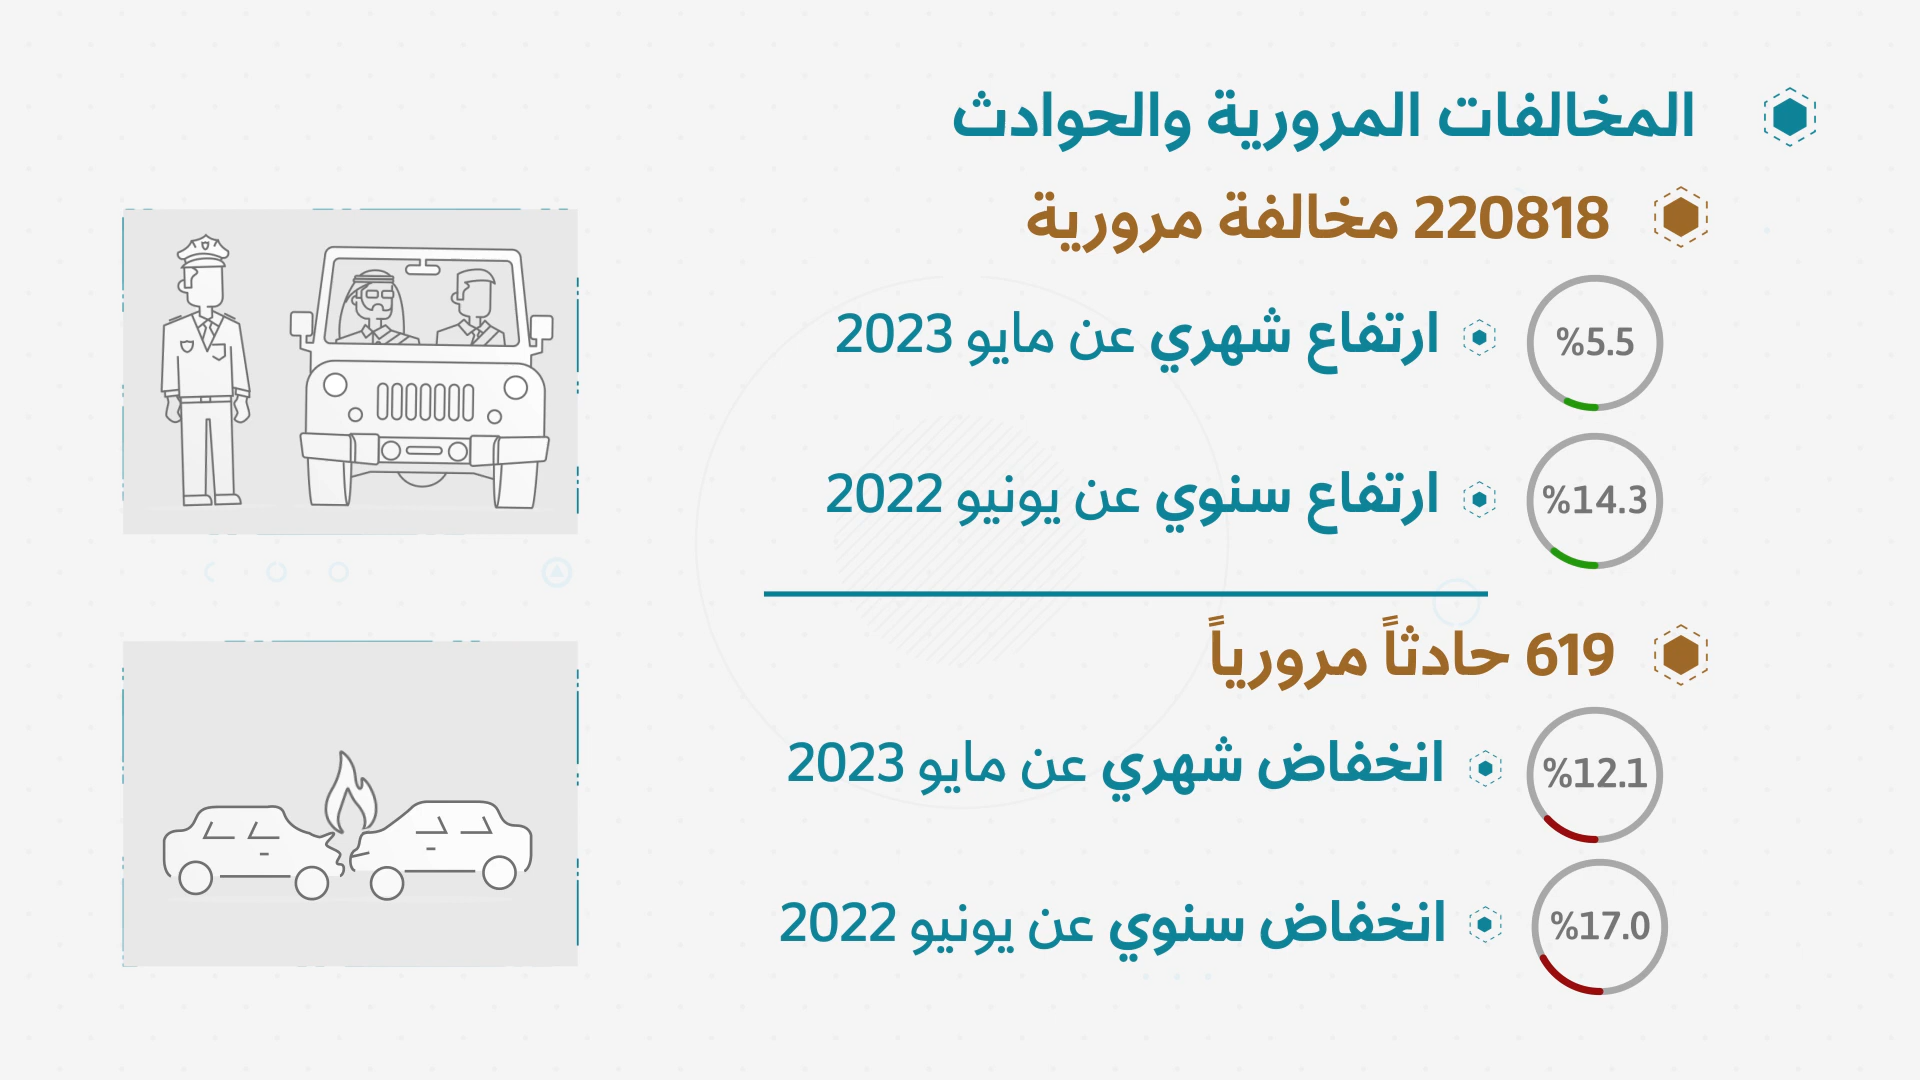 المخالفات المرورية والحوادث
220818 مخالفة مرورية
%5.5
ارتفاع شهري عن مايو 2023
%14.3
ارتفاع سنوي عن يونيو 2022
619 حادثاً مرورياً
%12.1
انخفاض شهري عن مايو 2023
%17.0
انخفاض سنوي عن يونيو 2022